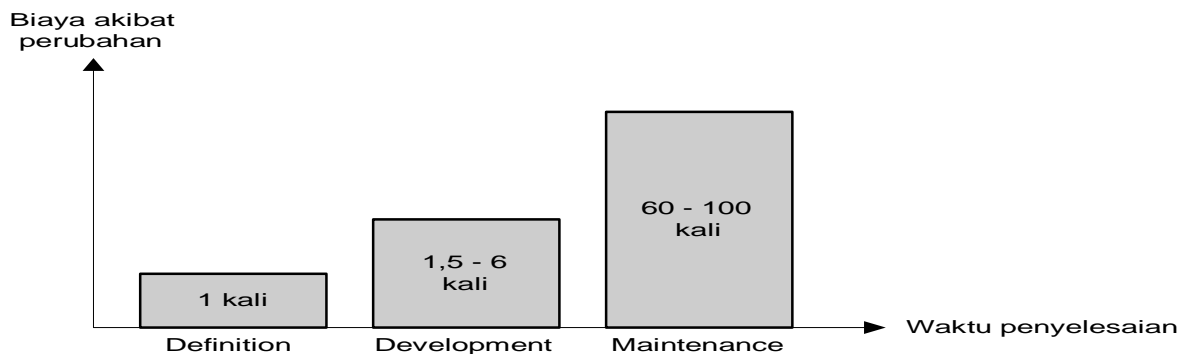 Biaya akibat
perubahan
60 - 100
kali
1,5 - 6
kali
1 kali
Waktu penyelesaian
Definition
Development
Maintenance